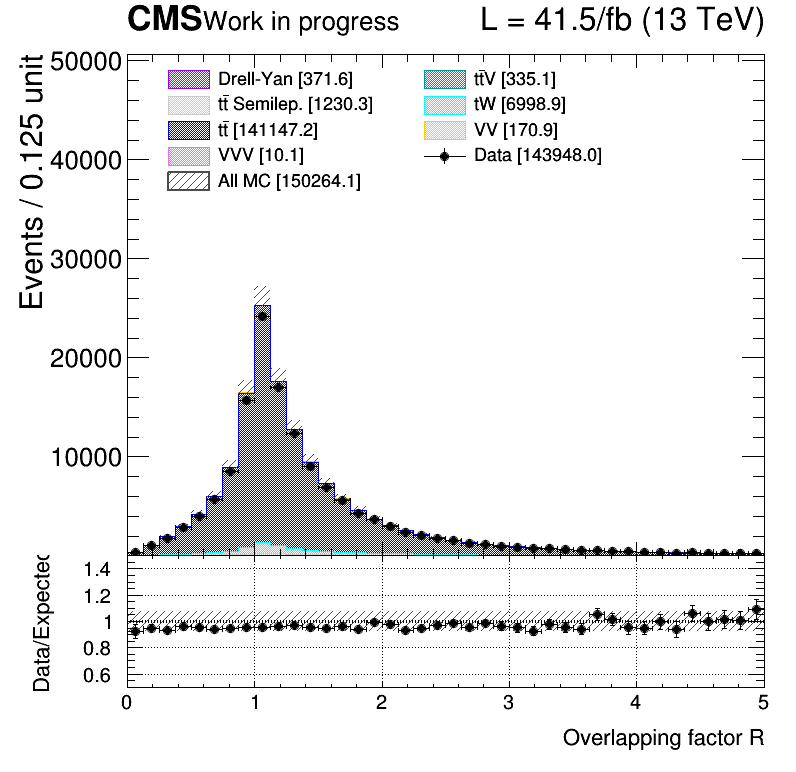 CMS Work in progress L = 41.5/fb (13 TeV)
Events / 0.125 unit
50000
40000
30000
20000
10000
Drell-Yan [371.6]
tt̄ Semilep. [1230.3]
tt̄ [141147.2]
VVV [10.1]
All MC [150264.1]
tt̄V [335.1]
tW [6998.9]
VV [170.9]
Data [143948.0]
Data/Expected
1.4
1.2
1
0.8
0.6
0 1 2 3 4 5
Overlapping factor R